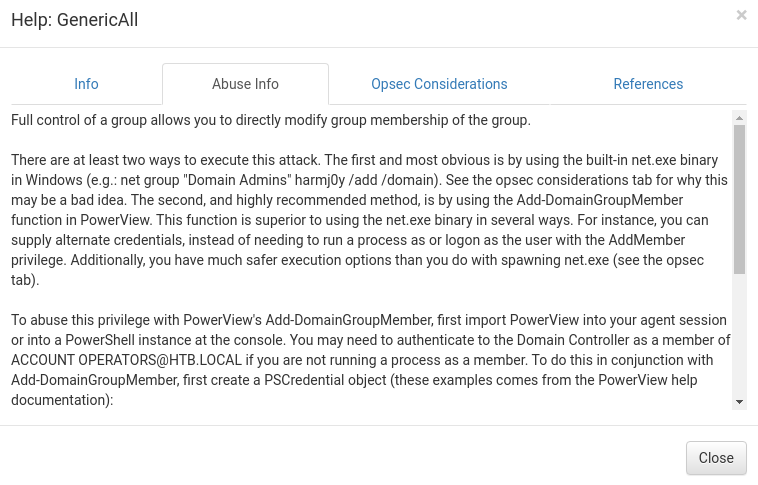 Help: GenericAll
×
Info
Abuse Info
Opsec Considerations
References
Full control of a group allows you to directly modify group membership of the group.
There are at least two ways to execute this attack. The first and most obvious is by using the built-in net.exe binary
in Windows (e.g.: net group "Domain Admins" harmj0y /add /domain). See the opsec considerations tab for why this
may be a bad idea. The second, and highly recommended method, is by using the Add-DomainGroupMember
function in PowerView. This function is superior to using the net.exe binary in several ways. For instance, you can
supply alternate credentials, instead of needing to run a process as or logon as the user with the AddMember
privilege. Additionally, you have much safer execution options than you do with spawning net.exe (see the opsec
tab).
To abuse this privilege with PowerView's Add-DomainGroupMember, first import PowerView into your agent session
or into a PowerShell instance at the console. You may need to authenticate to the Domain Controller as a member of
ACCOUNT OPERATORS@HTB.LOCAL if you are not running a process as a member. To do this in conjunction with
Add-DomainGroupMember, first create a PSCredential object (these examples comes from the PowerView help
documentation):
Close